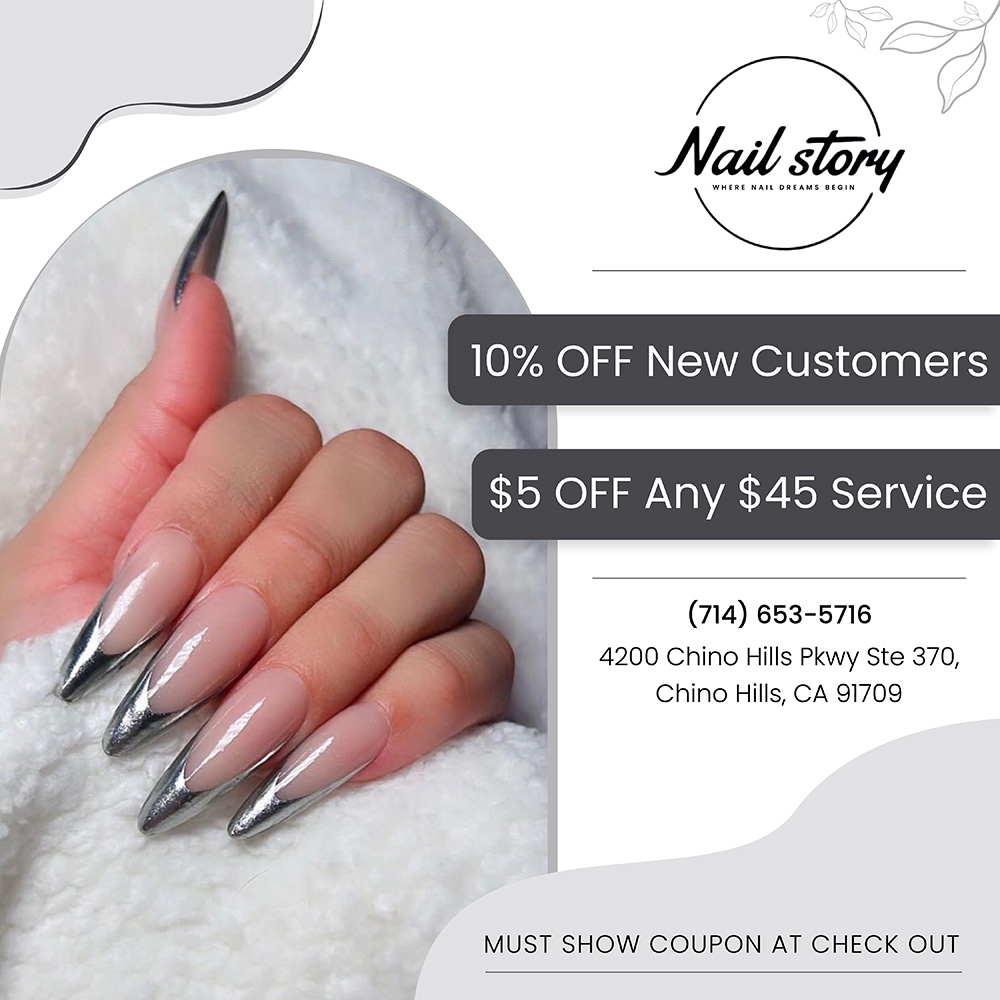 Nail story
WHERE NAIL DREAMS BEGIN
10% OFF New Customers
$5 OFF Any $45 Service
(714) 653-5716
4200 Chino Hills Pkwy Ste 370,
Chino Hills, CA 91709
MUST SHOW COUPON AT CHECK OUT